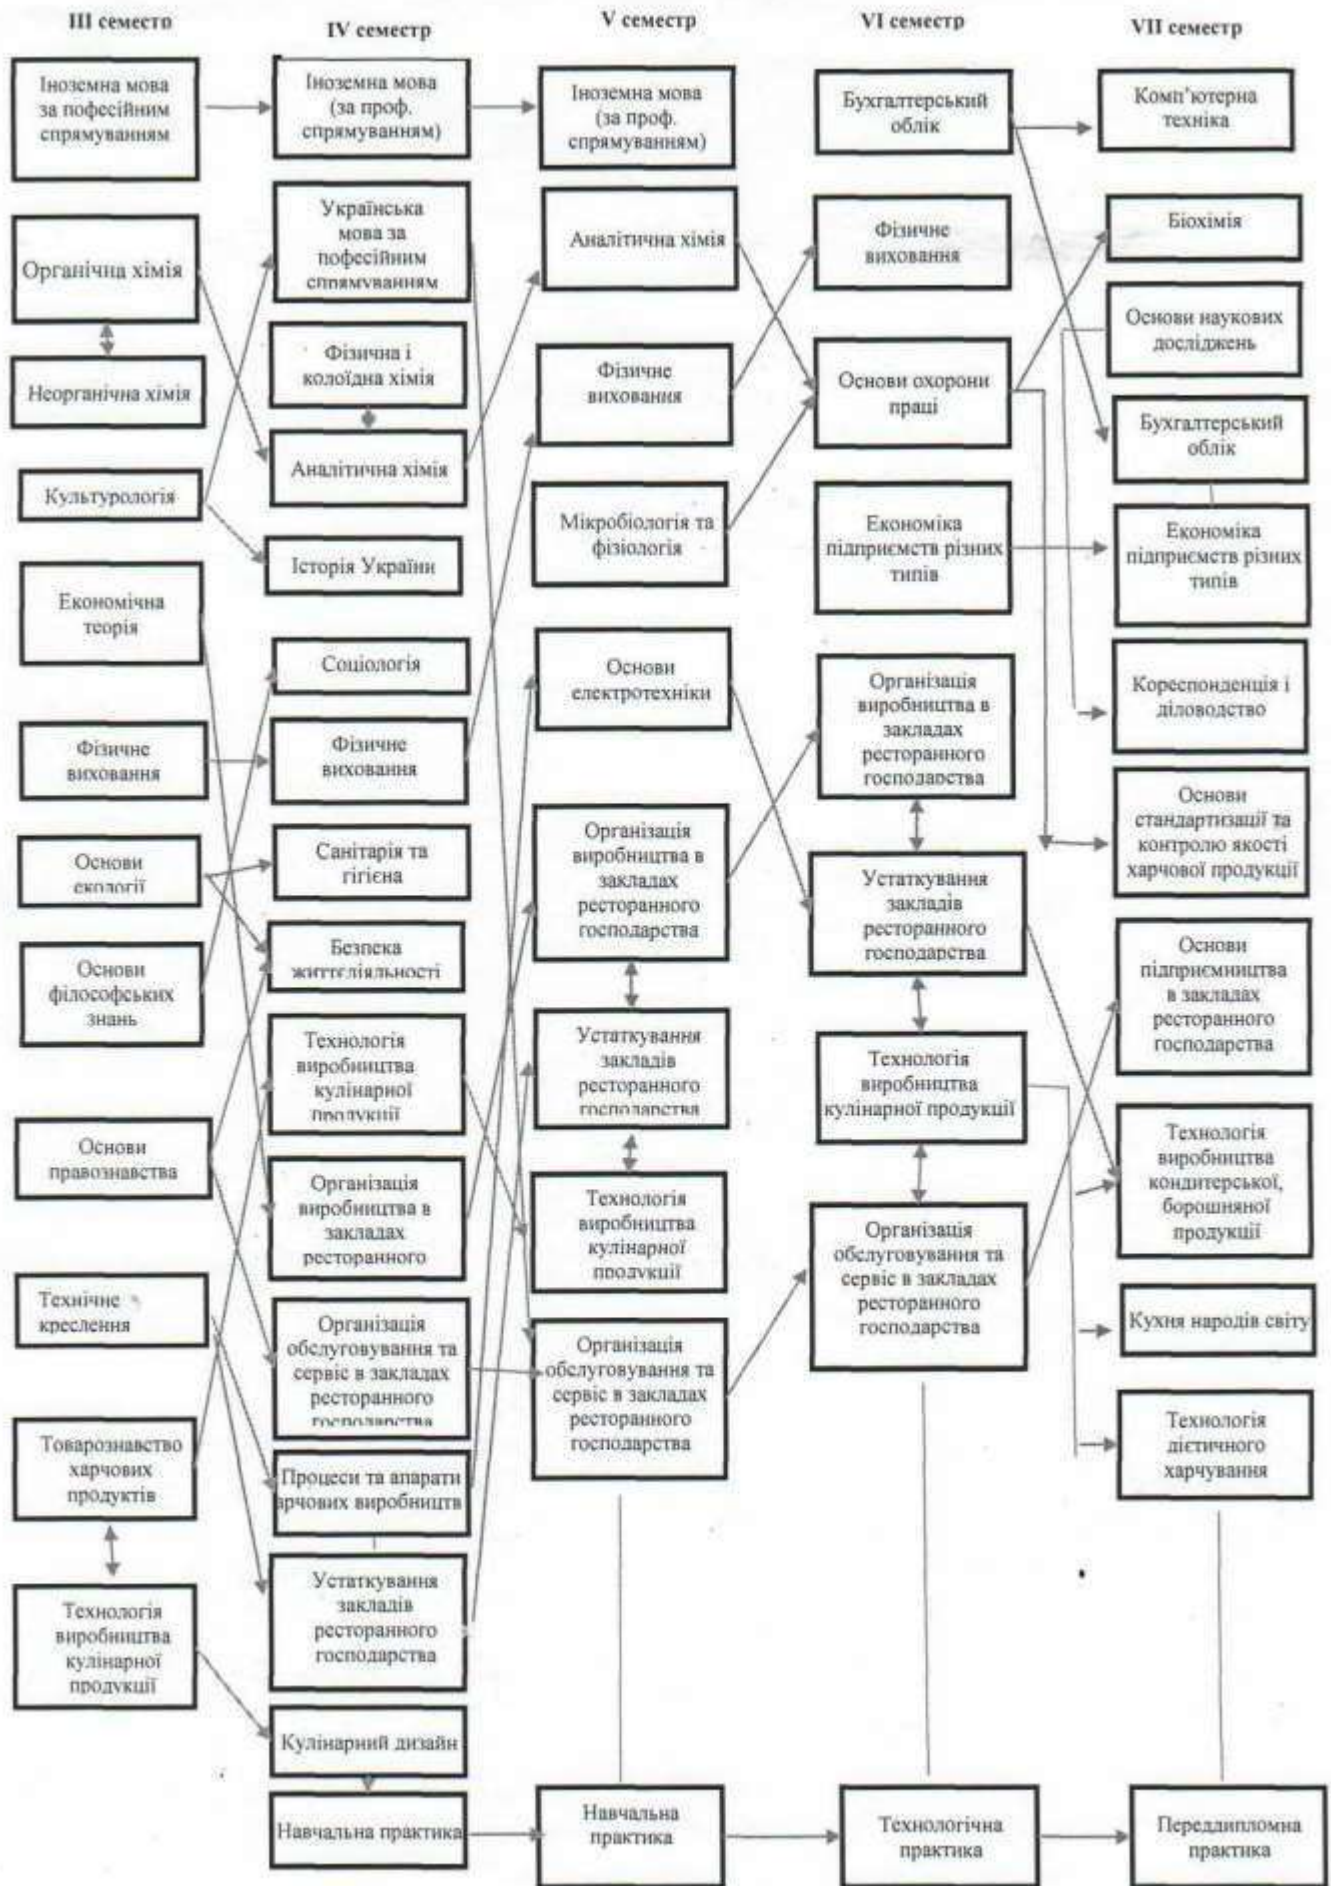 III семестр
Іноземна мова
за пофесійним
спрямуванням
Органічна хімія
Неорганічна хімія
Культурологія
Економічна
теорія
Фізичне
виховання
Основи
екології
Основи
філософських
знань
Основи
правознавства
Технічне
креслення
Товарознавство
харчових
продуктів
Технологія
виробництва
кулінарної
продукції
IV семестр
Іноземна мова
(за проф.
спрямуванням)
Українська
мова за
пофесійним
спрямуванням
Фізична і
колоїдна хімія
Аналітична хімія
Історія України
Соціологія
Фізичне
виховання
Санітарія та
гігієна
Безпека
життєдіяльності
Технологія
виробництва
кулінарної
продукції
Організація
виробництва в
закладах
ресторанного
Організація
обслуговування та
сервіс в закладах
ресторанного
господарства
Процеси та апарати
арчових виробництв
Устаткування
закладів
ресторанного
господарства
Кулінарний дизайн
Навчальна практика
V семестр
Іноземна мова
(за проф.
спрямуванням)
Аналітична хімія
Фізичне
виховання
Мікробіологія та
фізіологія
Основи
електротехніки
Організація
виробництва в
закладах
ресторанного
господарства
Устаткування
закладів
ресторанного
господарства
Технологія
виробництва
кулінарної
продукції
Організація
обслуговування та
сервіс в закладах
ресторанного
господарства
Навчальна
практика
VI семестр
Бухгалтерський
облік
Фізичне
виховання
Основи охорони
праці
Економіка
підприємств різних
типів
Організація
виробництва в
закладах
ресторанного
господарства
Устаткування
закладів
ресторанного
господарства
Технологія
виробництва
кулінарної продукції
Організація
обслуговування та
сервіс в закладах
ресторанного
господарства
Технологічна
практика
VII семестр
Комп’ютерна
техніка
Біохімія
Основи наукових
досліджень
Бухгалтерський
облік
Економіка
підприємств різних
типів
Кореспонденція і
діловодство
Основи
стандартизації та
контролю якості
харчової продукції
Основи
підприємництва
в закладах
ресторанного
господарства
Технологія
виробництва
кондитерської,
борошняної
продукції
Кухня народів світу
Технологія
дієтичного
харчування
Переддипломна
практика